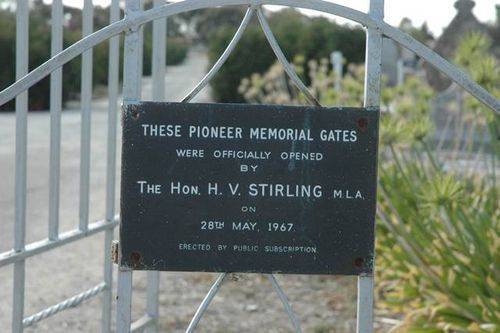 THESE PIONEER MEMORIAL GATES
WERE OFFICIALLY OPENED
BY
THE HON. H. V. STIRLING M.L.A.
ON
28TH MAY, 1967.
ERECTED BY PUBLIC SUBSCRIPTION